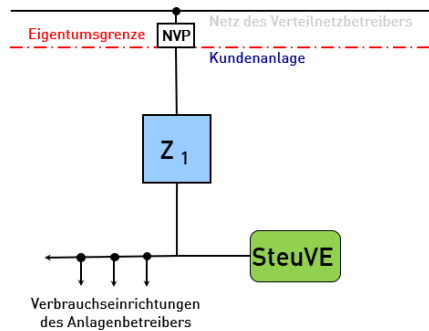 Netz des Verteilnetzbetreibers
Eigentumsgrenze
NVP
Kundenanlage
Z 1
SteuVE
Verbrauchseinrichtungen
des Anlagenbetreibers